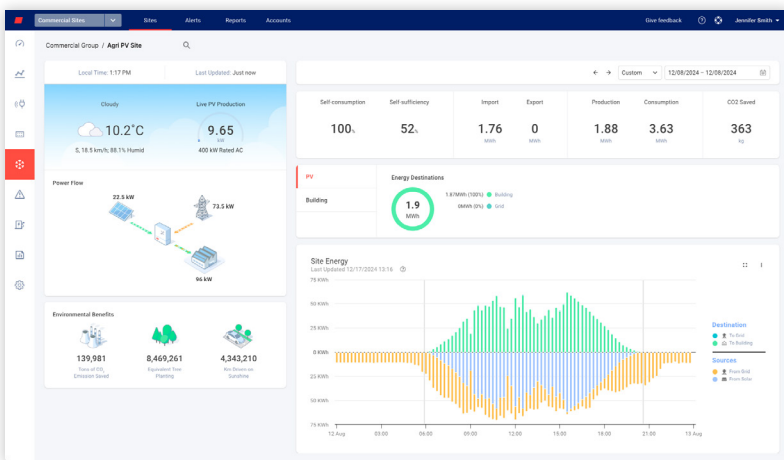 Commercial Sites
Sites
Alerts
Reports
Accounts
Give feedback
Jennifer Smith
Commercial Group / Agri PV Site
Local Time: 1:17 PM
Last Updated: Just now
Cloudy
10.2°C
S, 18.5 km/h; 88.1% Humid
Live PV Production
9.65
kW
400 kW Rated AC
Power Flow
22.5 kW
73.5 kW
96 kW
Environmental Benefits
139,981
Tons of CO2
Emission Saved
8,469,261
Equivalent Tree
Planting
4,343,210
Km Driven on
Sunshine
Custom
12/08/2024 – 12/08/2024
Self-consumption
100%
Self-sufficiency
52%
Import
1.76
MWh
Export
0
MWh
Production
1.88
MWh
Consumption
3.63
MWh
CO2 Saved
363
kg
PV
Building
Energy Destinations
1.9
MWh
1.87MWh (100%) Building
0MWh (0%) Grid
Site Energy
Last Updated 12/17/2024 13:16
75 KWh
50 KWh
25 KWh
0 KWh
25 KWh
50 KWh
75 KWh
12 Aug
03:00
06:00
09:00
12:00
15:00
18:00
21:00
13 Aug
Destination
To Grid
To Building
Sources
From Grid
From Solar